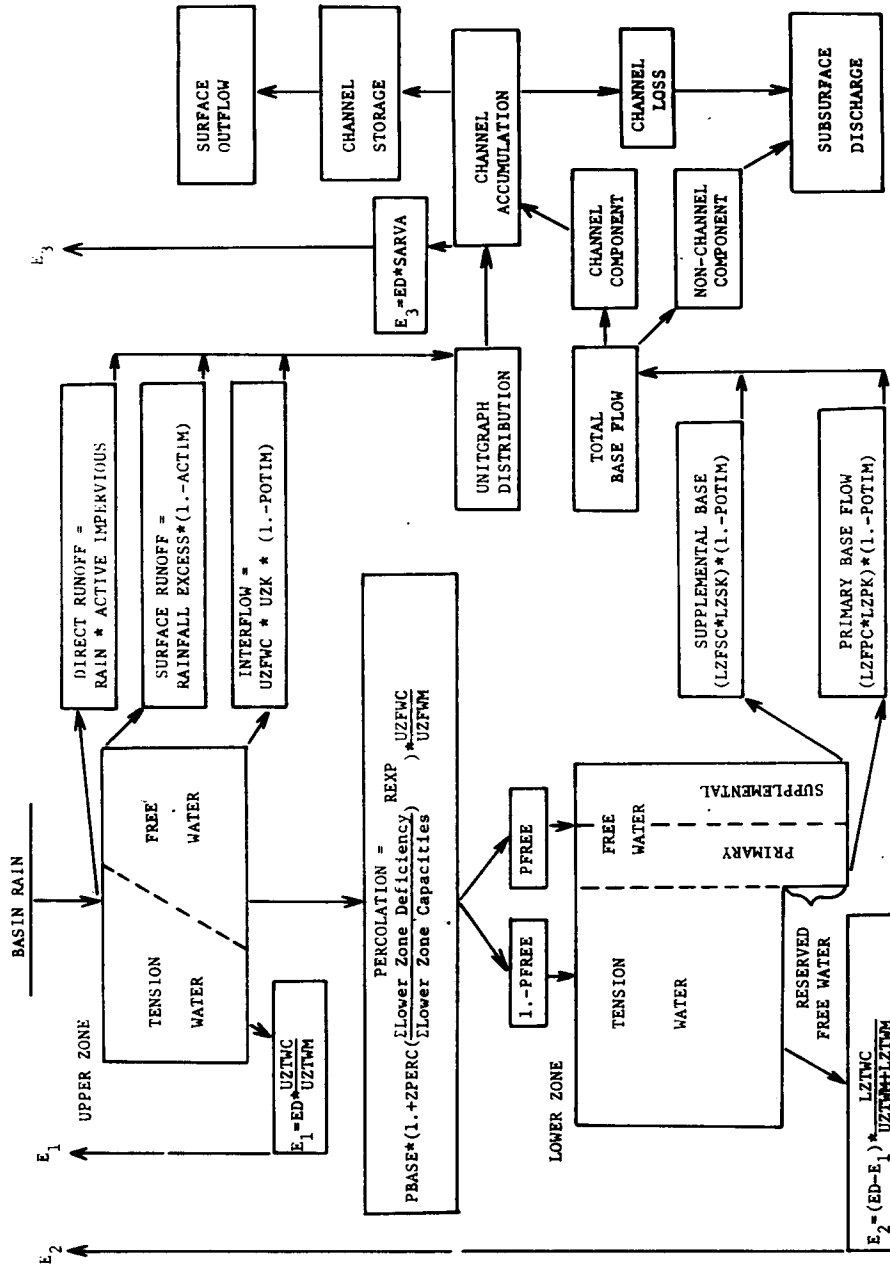 E2
E1
E3
BASIN RAIN
UPPER ZONE
TENSION
WATER
FREE
WATER
E1=ED*UZTWC
UZTWM
DIRECT RUNOFF =
RAIN * ACTIVE IMPERVIOUS
SURFACE RUNOFF =
RAINFALL EXCESS*(1.-ACTIM)
INTERFLOW =
UZFWC * UZK * (1.-POTIM)
E3=ED*SARVA
SURFACE
OUTFLOW
CHANNEL
STORAGE
CHANNEL
ACCUMULATION
UNITGRAPH
DISTRIBUTION
PERCOLATION =
PBASE*(1.+ZPERC(ΣLower Zone Deficiency)REXP)*UZFWC
ΣLower Zone Capacities UZFWM
1.-PFREE
PFREE
LOWER ZONE
TENSION
WATER
FREE
WATER
PRIMARY
SUPPLEMENTAL
RESERVED
FREE WATER
E2=(ED-E1)*LZTWC
UZTWM+LZTWM
TOTAL
BASE FLOW
CHANNEL
COMPONENT
NON-CHANNEL
COMPONENT
CHANNEL
LOSS
SUBSURFACE
DISCHARGE
SUPPLEMENTAL BASE
(LZFSC*LZSK)*(1.-POTIM)
PRIMARY BASE FLOW
(LZFPC*LZPK)*(1.-POTIM)